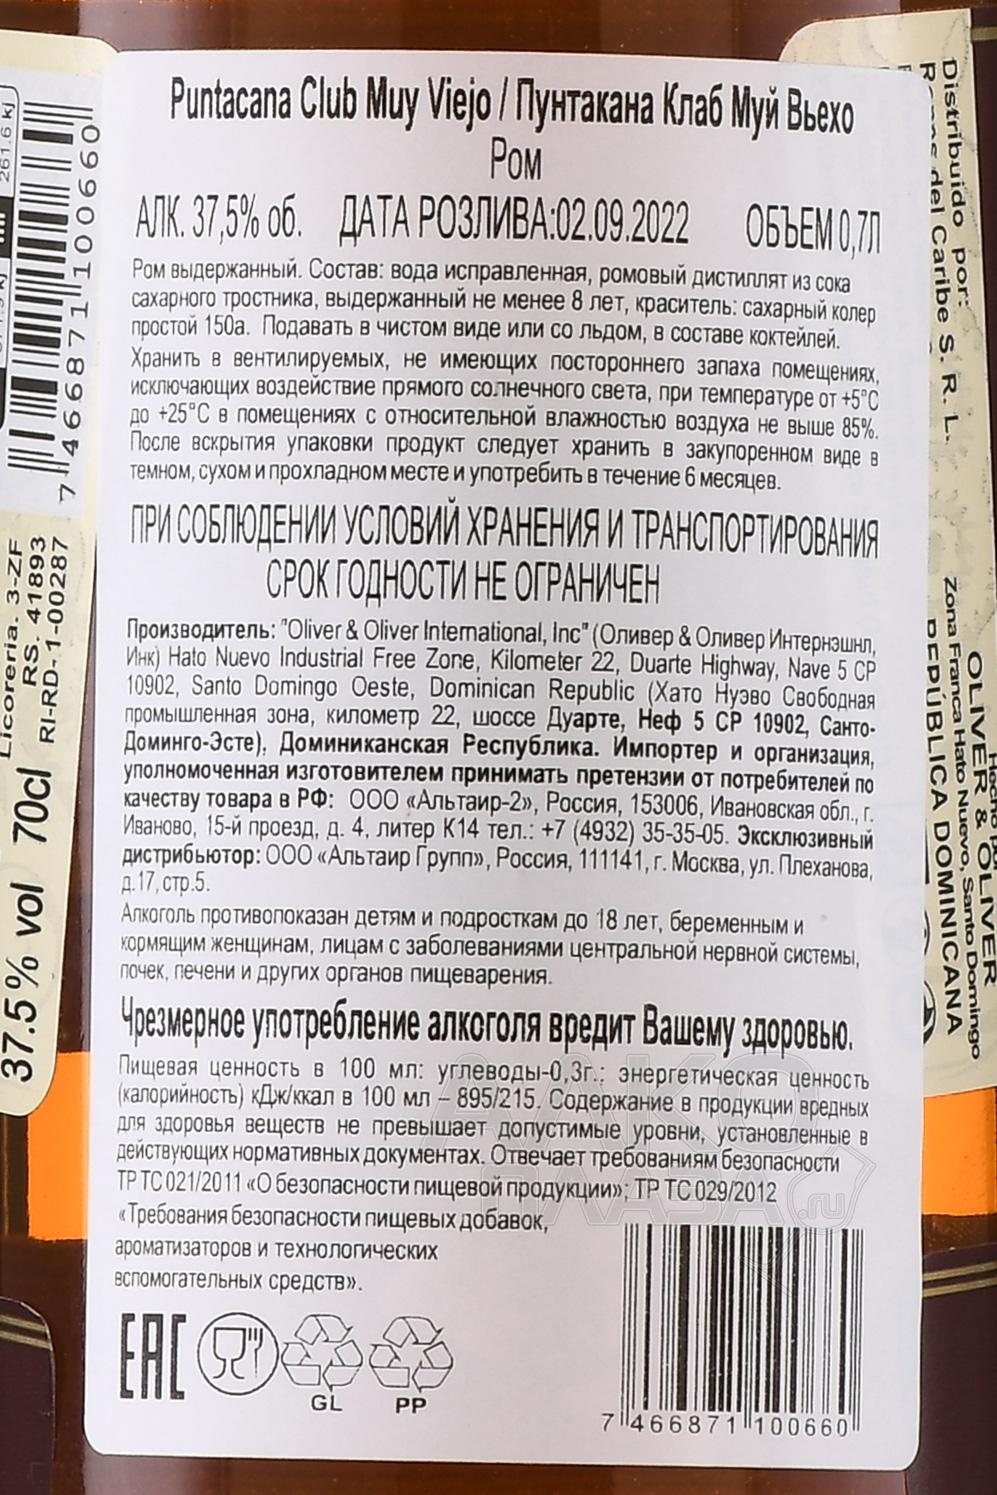 Puntacana Club Muy Viejo / Пунтакана Клаб Муй Вьехо
Ром
АЛК. 37,5% об. ДАТА РОЗЛИВА:02.09.2022 ОБЪЕМ 0,7Л
Ром выдержанный. Состав: вода исправленная, ромовый дистиллят из сока
сахарного тростника, выдержанный не менее 8 лет, краситель: сахарный колер
простой 150а. Подавать в чистом виде или со льдом, в составе коктейлей.
Хранить в вентилируемых, не имеющих постороннего запаха помещениях,
исключающих воздействие прямого солнечного света, при температуре от +5°С
до +25°С в помещениях с относительной влажностью воздуха не выше 85%.
После вскрытия упаковки продукт следует хранить в закупоренном виде в
темном, сухом и прохладном месте и употребить в течение 6 месяцев.
ПРИ СОБЛЮДЕНИИ УСЛОВИЙ ХРАНЕНИЯ И ТРАНСПОРТИРОВАНИЯ
СРОК ГОДНОСТИ НЕ ОГРАНИЧЕН
Производитель: "Oliver & Oliver International, Inc" (Оливер & Оливер Интернэшнл,
Инк) Hato Nuevo Industrial Free Zone, Kilometer 22, Duarte Highway, Nave 5 CP
10902, Santo Domingo Oeste, Dominican Republic (Хато Нуэво Свободная
промышленная зона, километр 22, шоссе Дуарте, Неф 5 СР 10902, Санто-
Доминго-Эсте), Доминиканская Республика. Импортер и организация,
уполномоченная изготовителем принимать претензии от потребителей по
качеству товара в РФ: ООО «Альтаир-2», Россия, 153006, Ивановская обл., г.
Иваново, 15-й проезд, д. 4, литер К14 тел.: +7 (4932) 35-35-05. Эксклюзивный
дистрибьютор: ООО «Альтаир Групп», Россия, 111141, г. Москва, ул. Плеханова,
д.17, стр.5.
Алкоголь противопоказан детям и подросткам до 18 лет, беременным и
кормящим женщинам, лицам с заболеваниями центральной нервной системы,
почек, печени и других органов пищеварения.
Чрезмерное употребление алкоголя вредит Вашему здоровью.
Пищевая ценность в 100 мл: углеводы-0,3г.; энергетическая ценность
(калорийность) кДж/ккал в 100 мл – 895/215. Содержание в продукции вредных
для здоровья веществ не превышает допустимые уровни, установленные в
действующих нормативных документах. Отвечает требованиям безопасности
ТР ТС 021/2011 «О безопасности пищевой продукции»; ТР ТС 029/2012
«Требования безопасности пищевых добавок,
ароматизаторов и технологических
вспомогательных средств».
EAC
GL PP
7 466871 100660
261.6 kj
7 466871 100660
Licoreria. 3-ZF
RS. 41893
RI-RD-1-00287
37.5% vol 70cl
Distribuido por:
del Caribe S. R. L.
Hecho por
OLIVER & OLIVER
Zona Franca Hato Nuevo, Santo Domingo
REPÚBLICA DOMINICANA
АЛКО
ПЛАЗА.ru